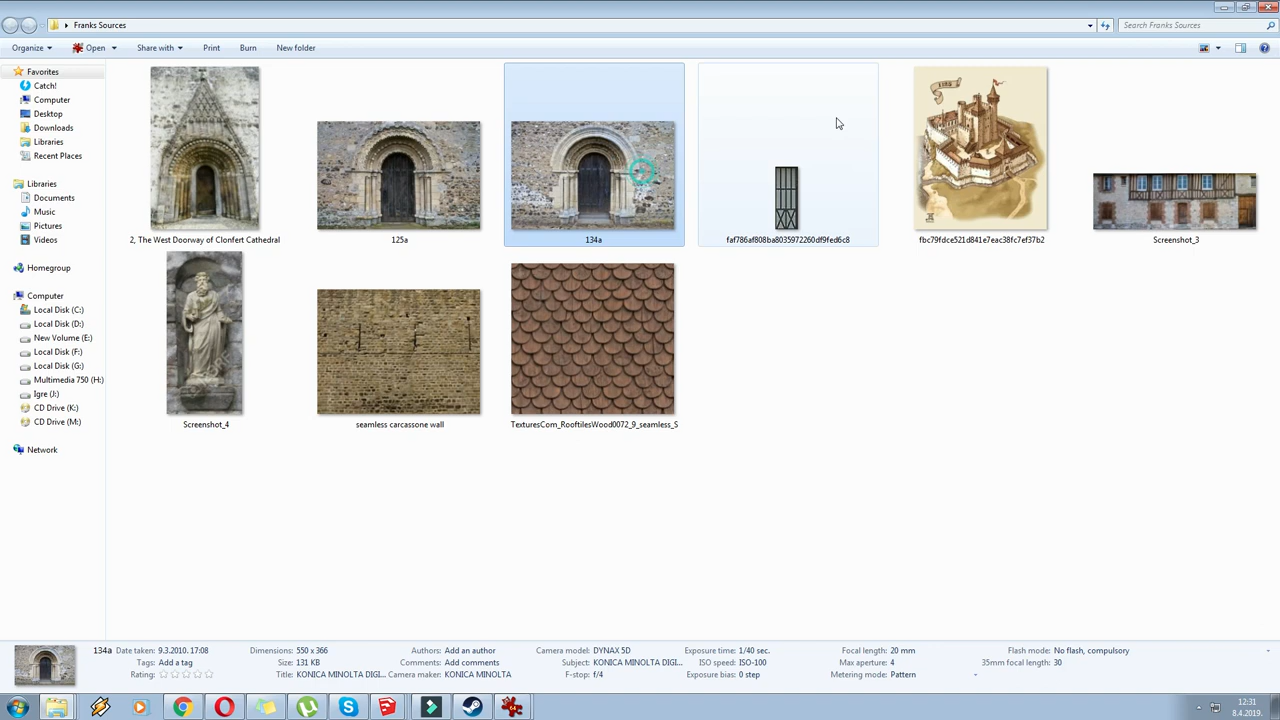 Franks Sources
Search Franks Sources
Organize
Open
Share with
Print
Burn
New folder
Favorites
Catch!
Computer
Desktop
Downloads
Libraries
Recent Places
Libraries
Documents
Music
Pictures
Videos
Homegroup
Computer
Local Disk (C:)
Local Disk (D:)
New Volume (E:)
Local Disk (F:)
Local Disk (G:)
Multimedia 750 (H:)
Igre (J:)
CD Drive (K:)
CD Drive (M:)
Network
2, The West Doorway of Clonfert Cathedral
125a
134a
faf786af808ba8035972260df9fed6c8
fbc79fdce521d841e7eac38fc7ef37b2
Screenshot_3
Screenshot_4
seamless carcassone wall
TexturesCom_RooftilesWood0072_9_seamless_S
134a Date taken: 9.3.2010. 17:08
Tags: Add a tag
Rating:
Dimensions: 550 x 366
Size: 131 KB
Title: KONICA MINOLTA DIGI...
Authors: Add an author
Comments: Add comments
Camera maker: KONICA MINOLTA
Camera model: DYNAX 5D
Subject: KONICA MINOLTA DIGI...
F-stop: f/4
Exposure time: 1/40 sec.
ISO speed: ISO-100
Exposure bias: 0 step
Focal length: 20 mm
Max aperture: 4
Metering mode: Pattern
Flash mode: No flash, compulsory
35mm focal length: 30
12:31
8.4.2019.